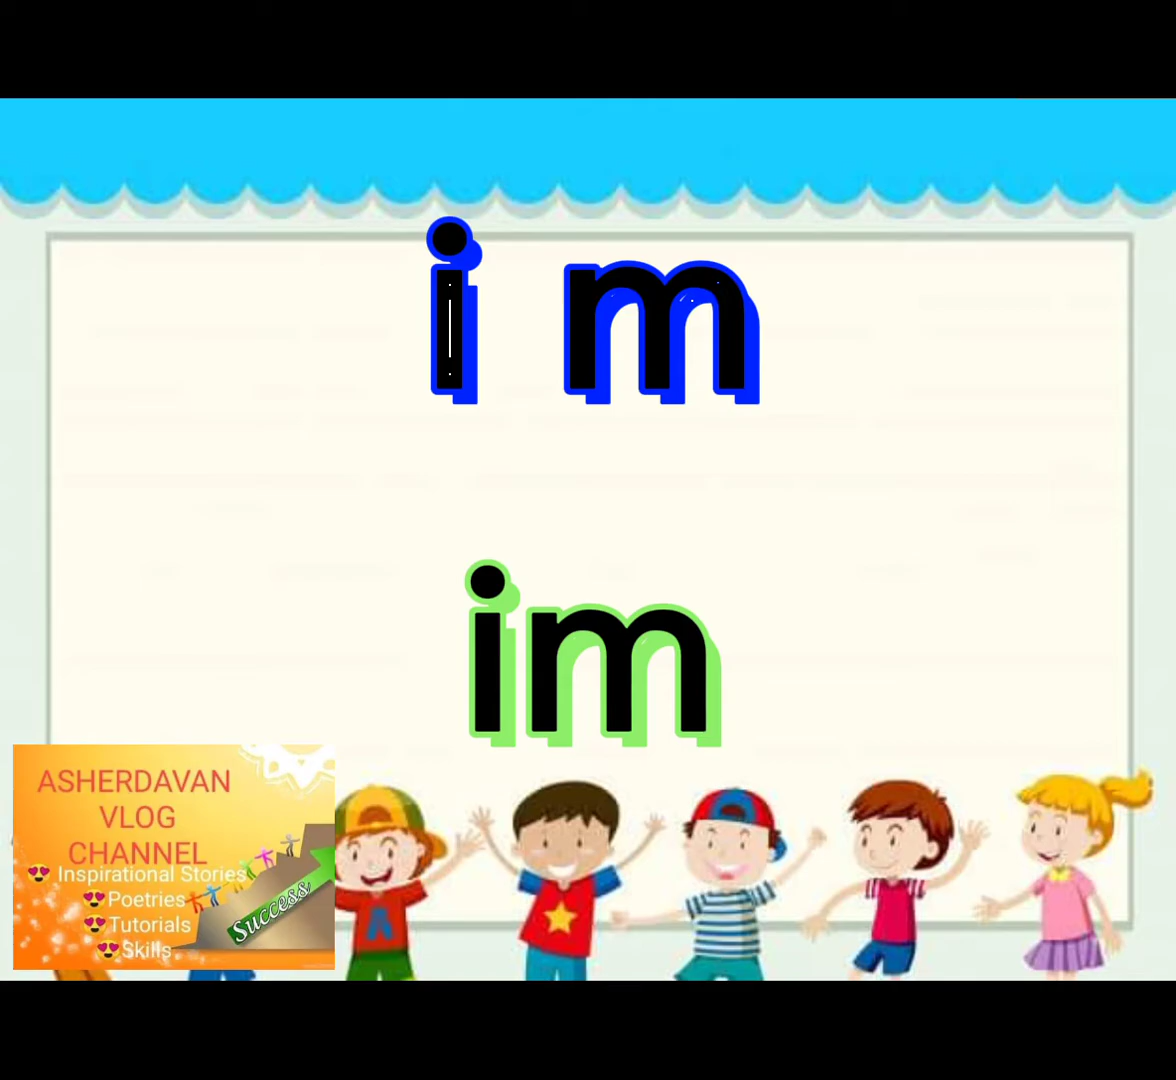 i m
im
ASHERDAVAN
VLOG
CHANNEL
😍 Inspirational Stories
😍Poetries
😍Tutorials
😍Skills
Success
A